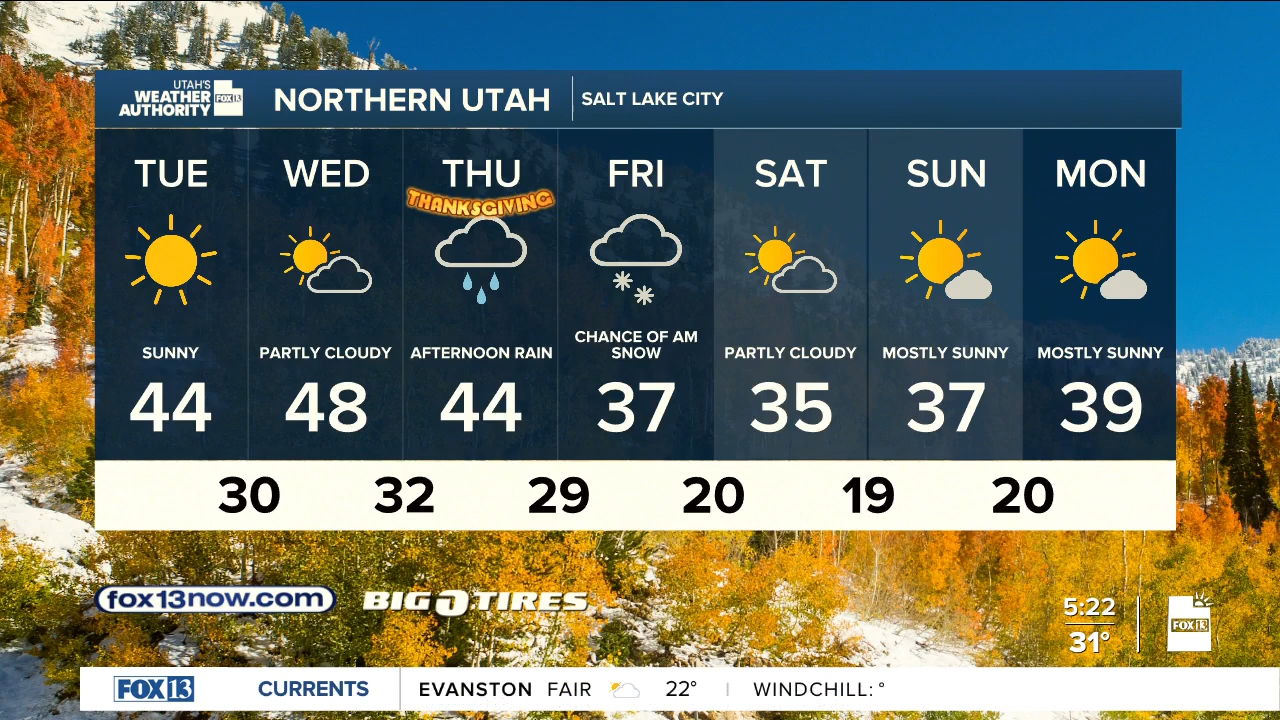 UTAH'S
WEATHER
AUTHORITY
FOX 13
NORTHERN UTAH
SALT LAKE CITY
TUE WED THU FRI SAT SUN MON
THANKSGIVING
SUNNY PARTLY CLOUDY AFTERNOON RAIN CHANCE OF AM SNOW PARTLY CLOUDY MOSTLY SUNNY MOSTLY SUNNY
44 48 44 37 35 37 39
30 32 29 20 19 20
fox13now.com
BIG O TIRES
5:22
31°
FOX 13
FOX 13 CURRENTS EVANSTON FAIR 22° | WINDCHILL: °